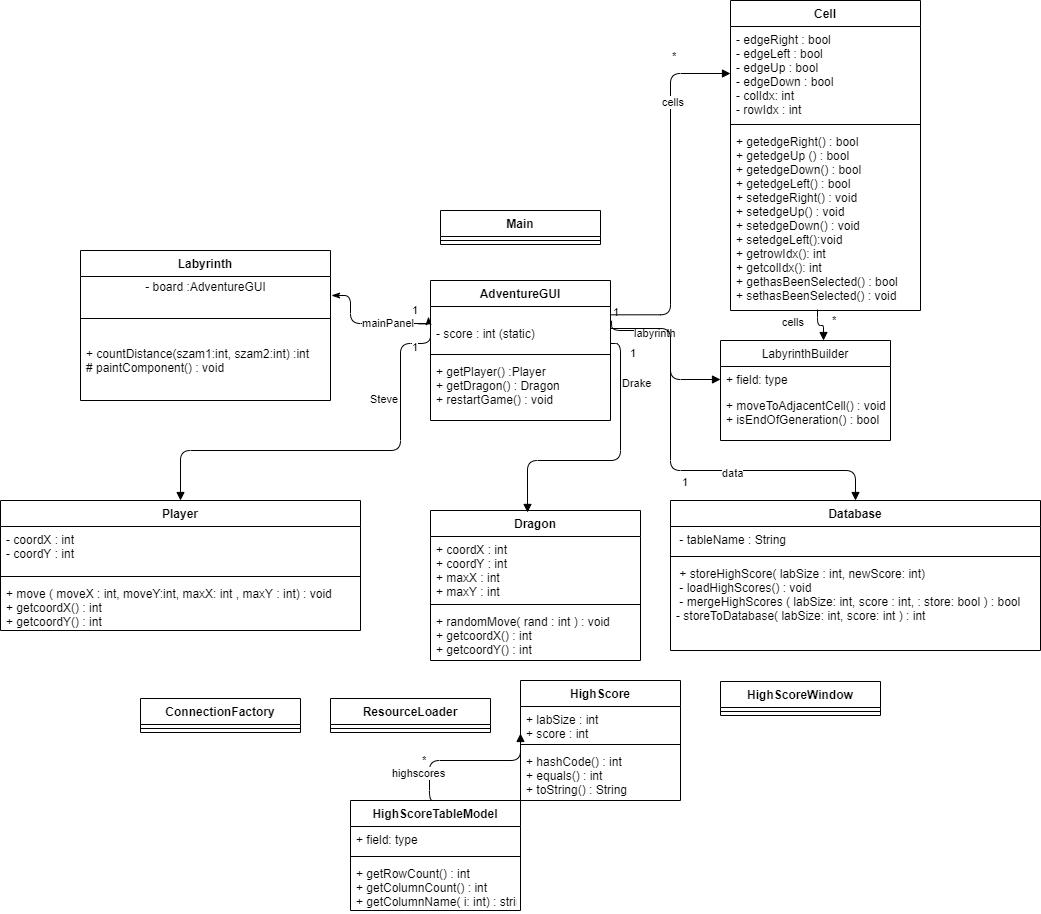 Cell
- edgeRight : bool
- edgeLeft : bool
- edgeUp : bool
- edgeDown : bool
- colIdx: int
- rowIdx : int
+ getedgeRight() : bool
+ getedgeUp () : bool
+ getedgeDown() : bool
+ getedgeLeft() : bool
+ setedgeRight() : void
+ setedgeUp() : void
+ setedgeDown() : void
+ setedgeLeft():void
+ getrowIdx(): int
+ getcolIdx(): int
+ gethasBeenSelected() : bool
+ sethasBeenSelected() : void
*
cells
Main
Labyrinth
- board :AdventureGUI
+ countDistance(szam1:int, szam2:int) :int
# paintComponent() : void
1
mainPanel
1
AdventureGUI
- score : int (static)
+ getPlayer() :Player
+ getDragon() : Dragon
+ restartGame() : void
1
labyrinth
1
Drake
Steve
cells
*
LabyrinthBuilder
+ field: type
+ moveToAdjacentCell() : void
+ isEndOfGeneration() : bool
data
1
Player
- coordX : int
- coordY : int
+ move ( moveX : int, moveY:int, maxX: int , maxY : int) : void
+ getcoordX() : int
+ getcoordY() : int
Dragon
+ coordX : int
+ coordY : int
+ maxX : int
+ maxY : int
+ randomMove( rand : int ) : void
+ getcoordX() : int
+ getcoordY() : int
Database
- tableName : String
+ storeHighScore( labSize : int, newScore: int)
- loadHighScores() : void
- mergeHighScores ( labSize: int, score : int, : store: bool ) : bool
- storeToDatabase( labSize: int, score: int ) : int
ConnectionFactory
ResourceLoader
HighScore
+ labSize : int
+ score : int
+ hashCode() : int
+ equals() : int
+ toString() : String
HighScoreWindow
*
highscores
HighScoreTableModel
+ field: type
+ getRowCount() : int
+ getColumnCount() : int
+ getColumnName( i: int) : stri